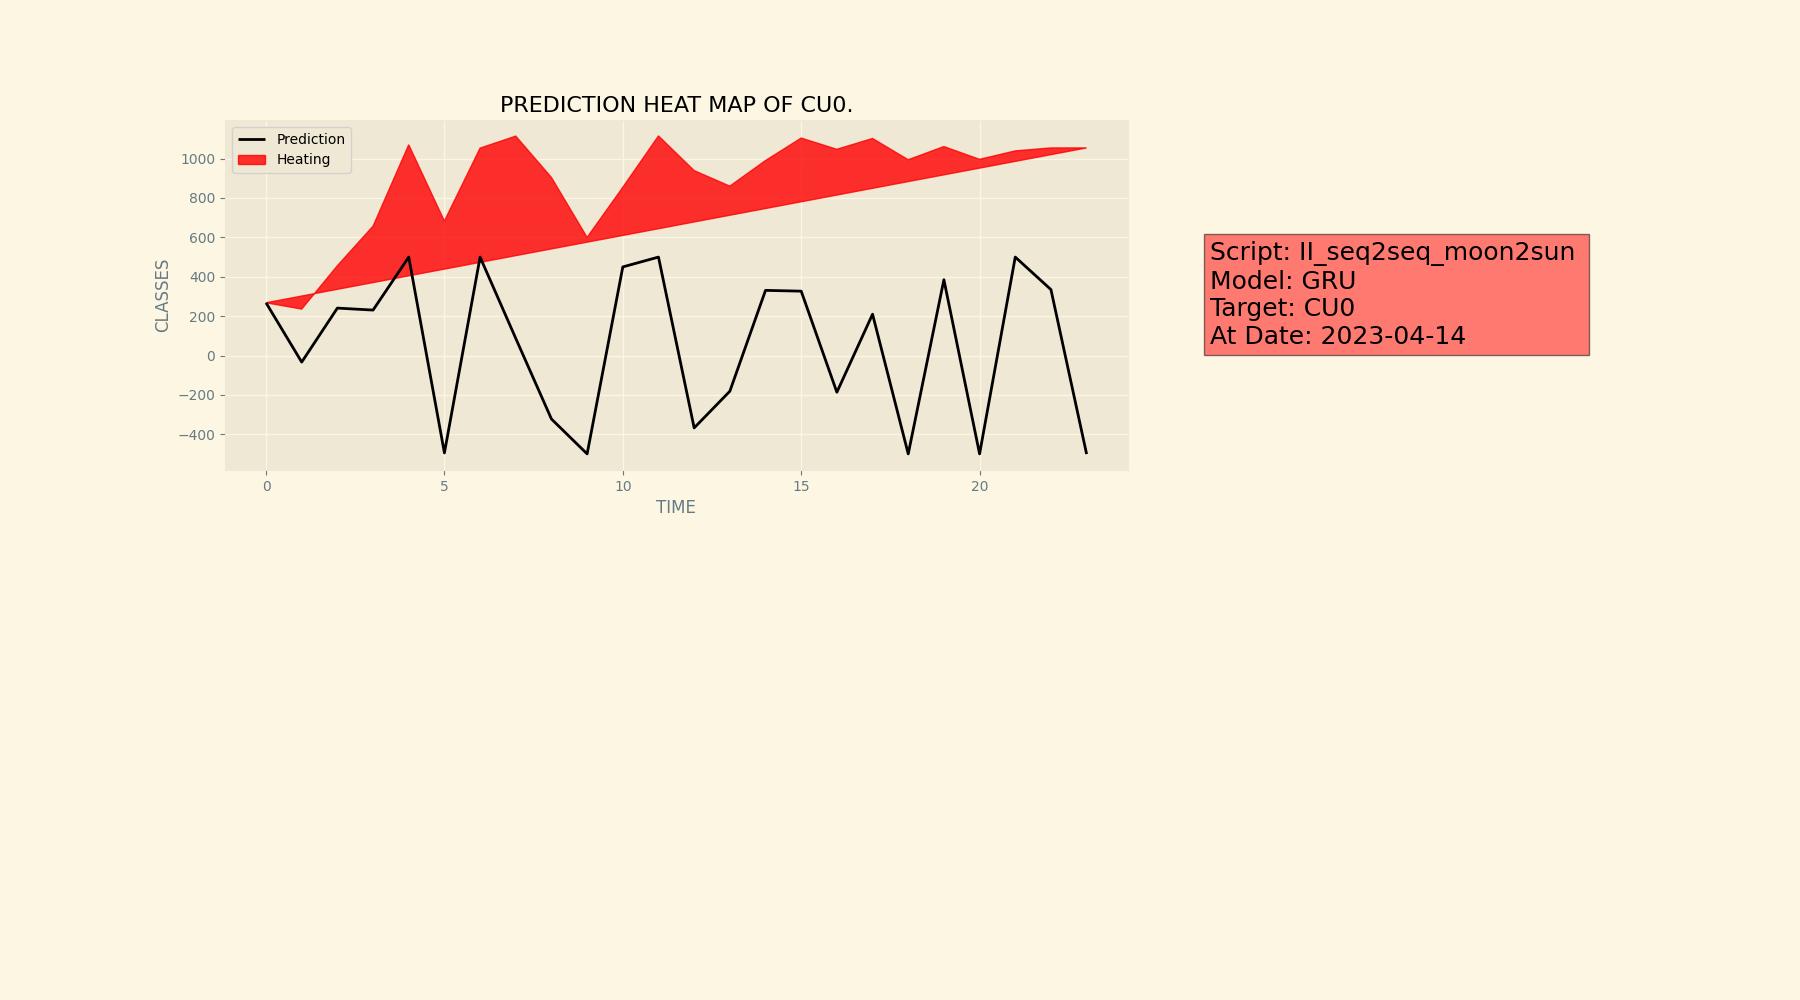 PREDICTION HEAT MAP OF CU0.
Prediction
Heating
1000
800
600
400
200
0
−200
−400
CLASSES
0 5 10 15 20
TIME
Script: II_seq2seq_moon2sun
Model: GRU
Target: CU0
At Date: 2023-04-14